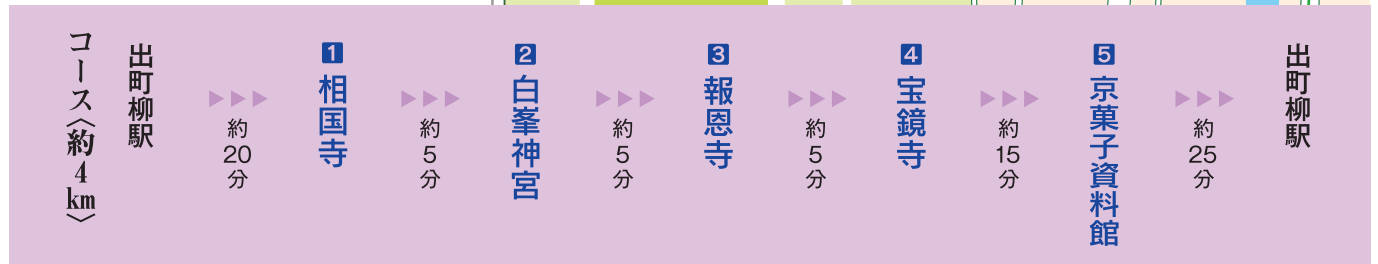 コース〈約4km〉
出町柳駅
約20分
1 相国寺
約5分
2 白峯神宮
約5分
3 報恩寺
約5分
4 宝鏡寺
約15分
5 京菓子資料館
約25分
出町柳駅